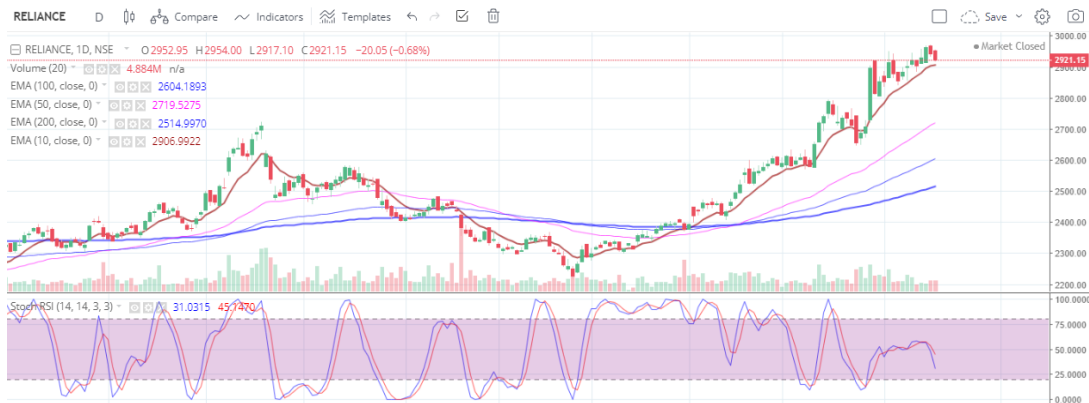 RELIANCE D Compare Indicators Templates Save
RELIANCE, 1D, NSE O2952.95 H2954.00 L2917.10 C2921.15 −20.05 (−0.68%)
Market Closed
Volume (20) 4.884M n/a
EMA (100, close, 0) 2604.1893
EMA (50, close, 0) 2719.5275
EMA (200, close, 0) 2514.9970
EMA (10, close, 0) 2906.9922
3000.00
2921.15
2900.00
2800.00
2700.00
2600.00
2500.00
2400.00
2300.00
2200.00
Stoch RSI (14, 14, 3, 3) 31.0315 45.1470
100.0000
75.0000
50.0000
25.0000
0.0000